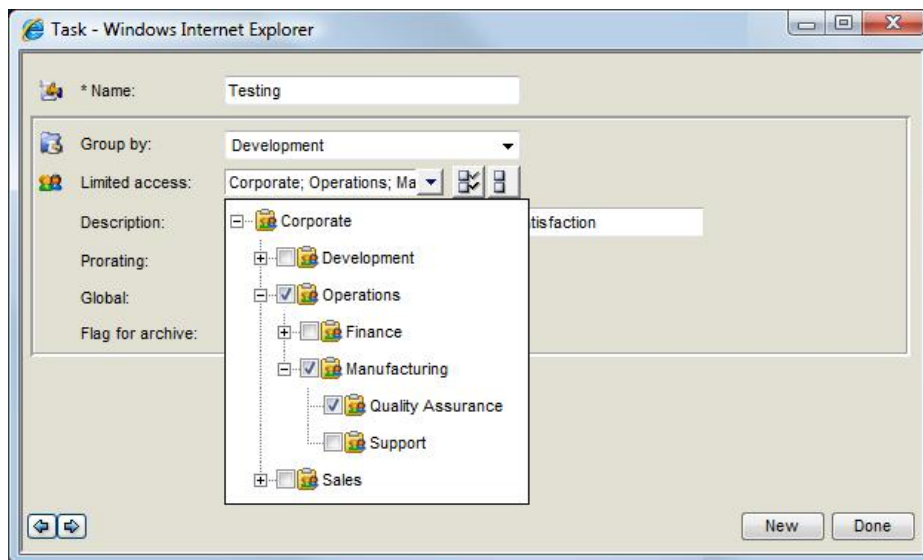 Task - Windows Internet Explorer
* Name: Testing
Group by: Development
Limited access: Corporate; Operations; Ma
Description: tisfaction
Prorating:
Global:
Flag for archive:
Corporate
Development
Operations
Finance
Manufacturing
Quality Assurance
Support
Sales
New Done